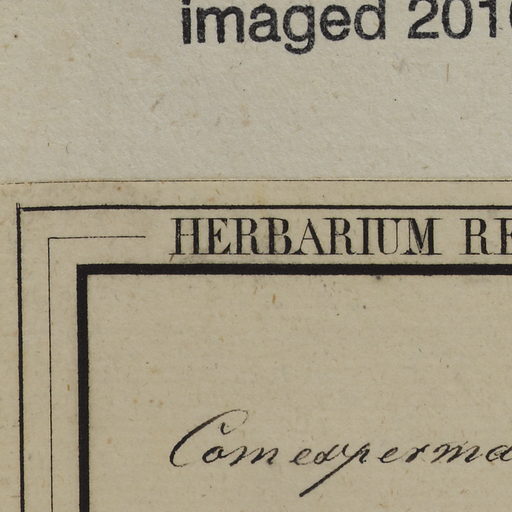 imaged 201
HERBARIUM RE
Comesperma